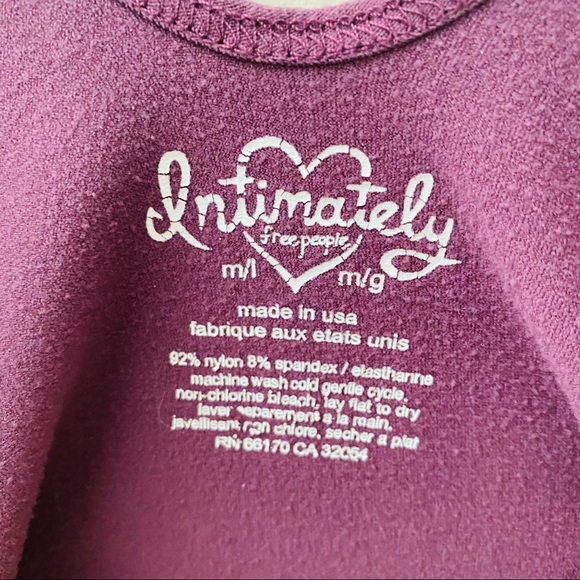 Intimately
free people
m/l m/g
made in usa
fabrique aux etats unis
92% nylon 8% spandex / elasthanne
machine wash cold gentle cycle,
non-chlorine bleach, lay flat to dry
laver separement a la main,
javellisant non chlore, secher a plat
RN 66170 CA 32054